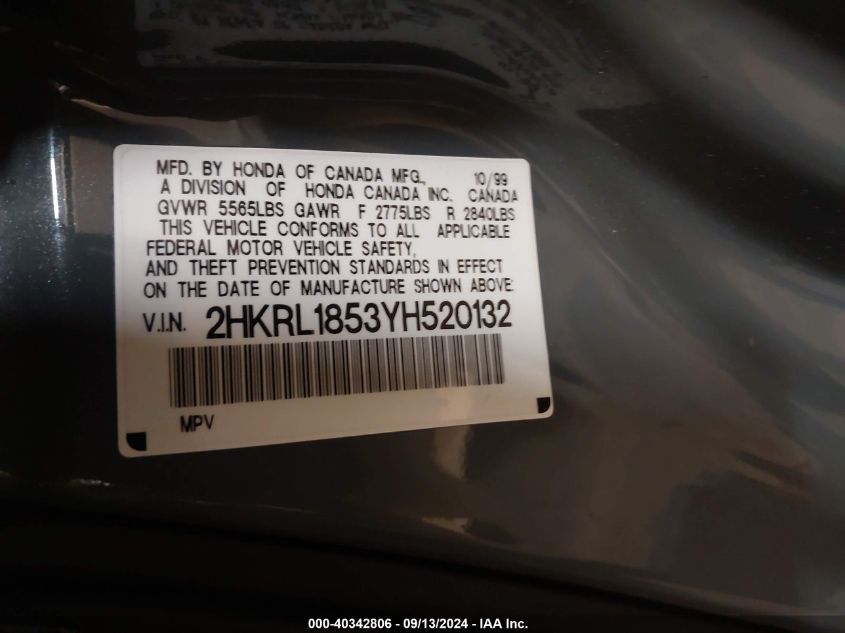 MFD. BY HONDA OF CANADA MFG., 10/99
A DIVISION OF HONDA CANADA INC. CANADA
GVWR 5565LBS GAWR F 2775LBS R 2840LBS
THIS VEHICLE CONFORMS TO ALL APPLICABLE
FEDERAL MOTOR VEHICLE SAFETY,
AND THEFT PREVENTION STANDARDS IN EFFECT
ON THE DATE OF MANUFACTURE SHOWN ABOVE:
V.I.N. 2HKRL1853YH520132
MPV
000-40342806 - 09/13/2024 - IAA Inc.